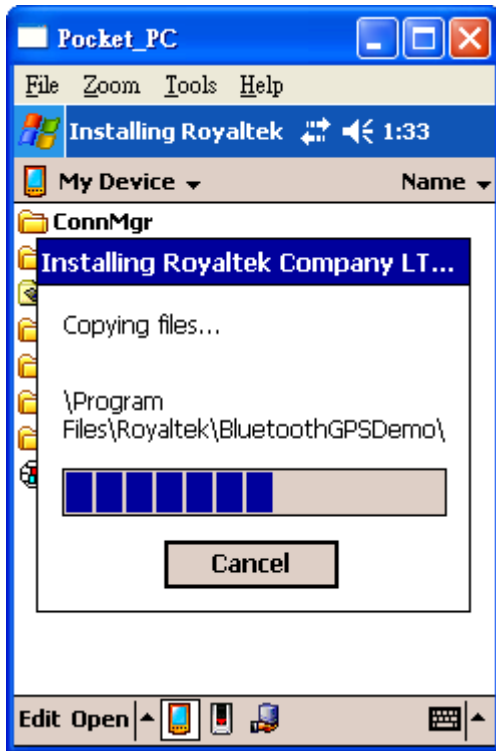 Pocket_PC
File Zoom Tools Help
Installing Royaltek 1:33
My Device Name
ConnMgr
Installing Royaltek Company LT...
Copying files...
\Program
Files\Royaltek\BluetoothGPSDemo\
Cancel
Edit Open